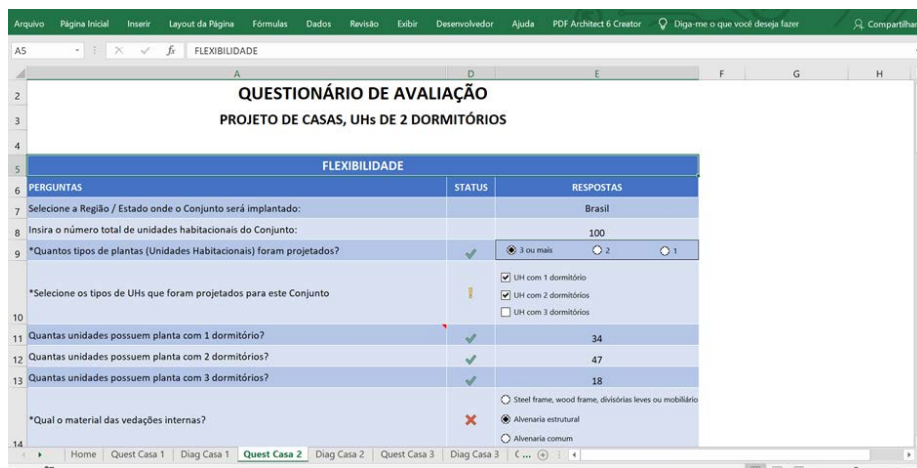 Arquivo Página Inicial Inserir Layout da Página Fórmulas Dados Revisão Exibir Desenvolvedor Ajuda PDF Architect 6 Creator Diga-me o que você deseja fazer Compartilhar
A5 fx FLEXIBILIDADE
A D E F G H
2 QUESTIONÁRIO DE AVALIAÇÃO
3 PROJETO DE CASAS, UHs DE 2 DORMITÓRIOS
4
5 FLEXIBILIDADE
6 PERGUNTAS STATUS RESPOSTAS
7 Selecione a Região / Estado onde o Conjunto será implantado: Brasil
8 Insira o número total de unidades habitacionais do Conjunto: 100
9 *Quantos tipos de plantas (Unidades Habitacionais) foram projetados? 3 ou mais 2 1
UH com 1 dormitório
*Selecione os tipos de UHs que foram projetados para este Conjunto UH com 2 dormitórios
10 UH com 3 dormitórios
11 Quantas unidades possuem planta com 1 dormitório? 34
12 Quantas unidades possuem planta com 2 dormitórios? 47
13 Quantas unidades possuem planta com 3 dormitórios? 18
Steel frame, wood frame, divisórias leves ou mobiliário
*Qual o material das vedações internas? Alvenaria estrutural
14 Alvenaria comum
Home Quest Casa 1 Diag Casa 1 Quest Casa 2 Diag Casa 2 Quest Casa 3 Diag Casa 3 C ...